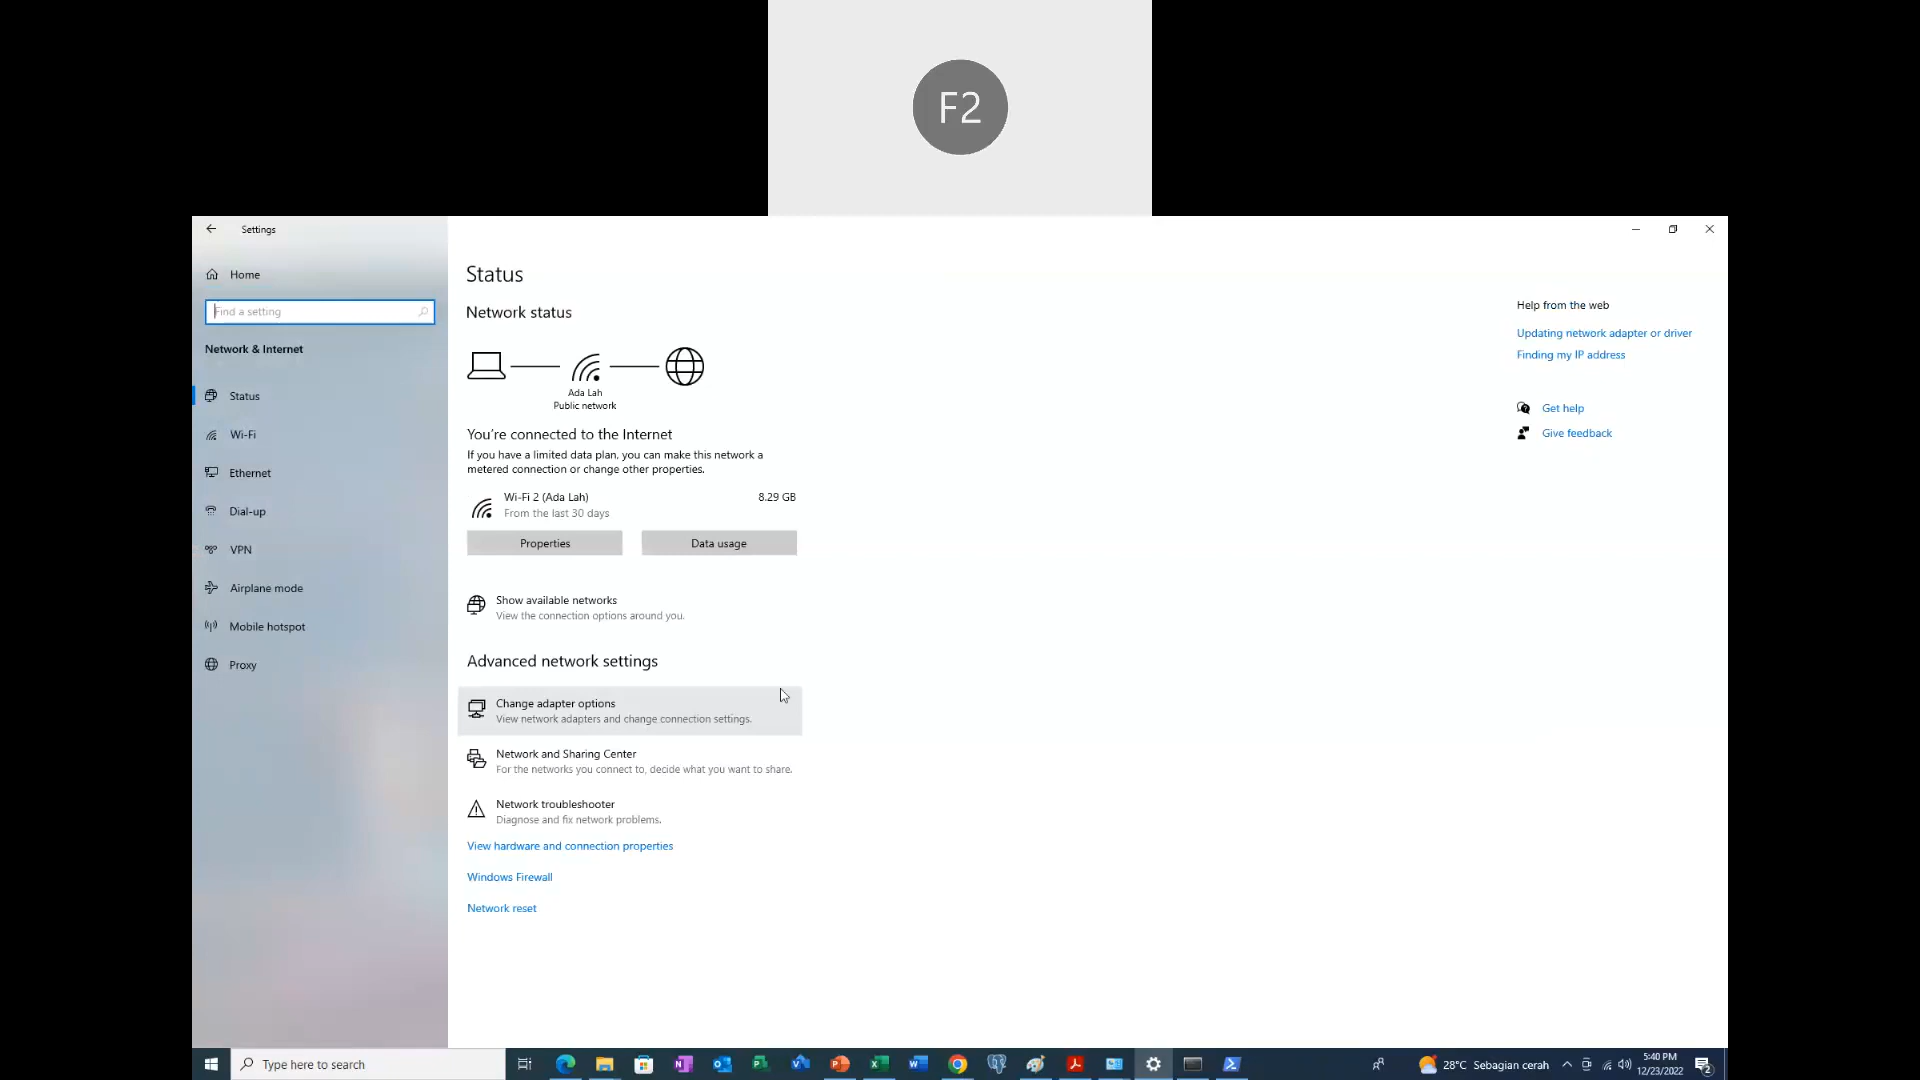 F2
Settings
Home
Find a setting
Network & Internet
Status
Wi-Fi
Ethernet
Dial-up
VPN
Airplane mode
Mobile hotspot
Proxy
Status
Network status
Ada Lah
Public network
You're connected to the Internet
If you have a limited data plan, you can make this network a
metered connection or change other properties.
Wi-Fi 2 (Ada Lah)
8.29 GB
From the last 30 days
Properties
Data usage
Show available networks
View the connection options around you.
Advanced network settings
Change adapter options
View network adapters and change connection settings.
Network and Sharing Center
For the networks you connect to, decide what you want to share.
Network troubleshooter
Diagnose and fix network problems.
View hardware and connection properties
Windows Firewall
Network reset
Help from the web
Updating network adapter or driver
Finding my IP address
Get help
Give feedback
Type here to search
28°C Sebagian cerah
5:40 PM
12/23/2022
2